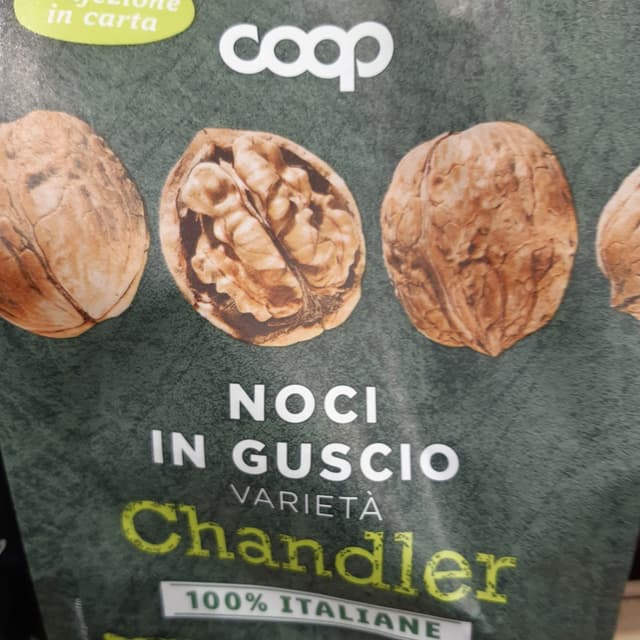 in carta
coop
NOCI
IN GUSCIO
VARIETÀ
Chandler
100% ITALIANE